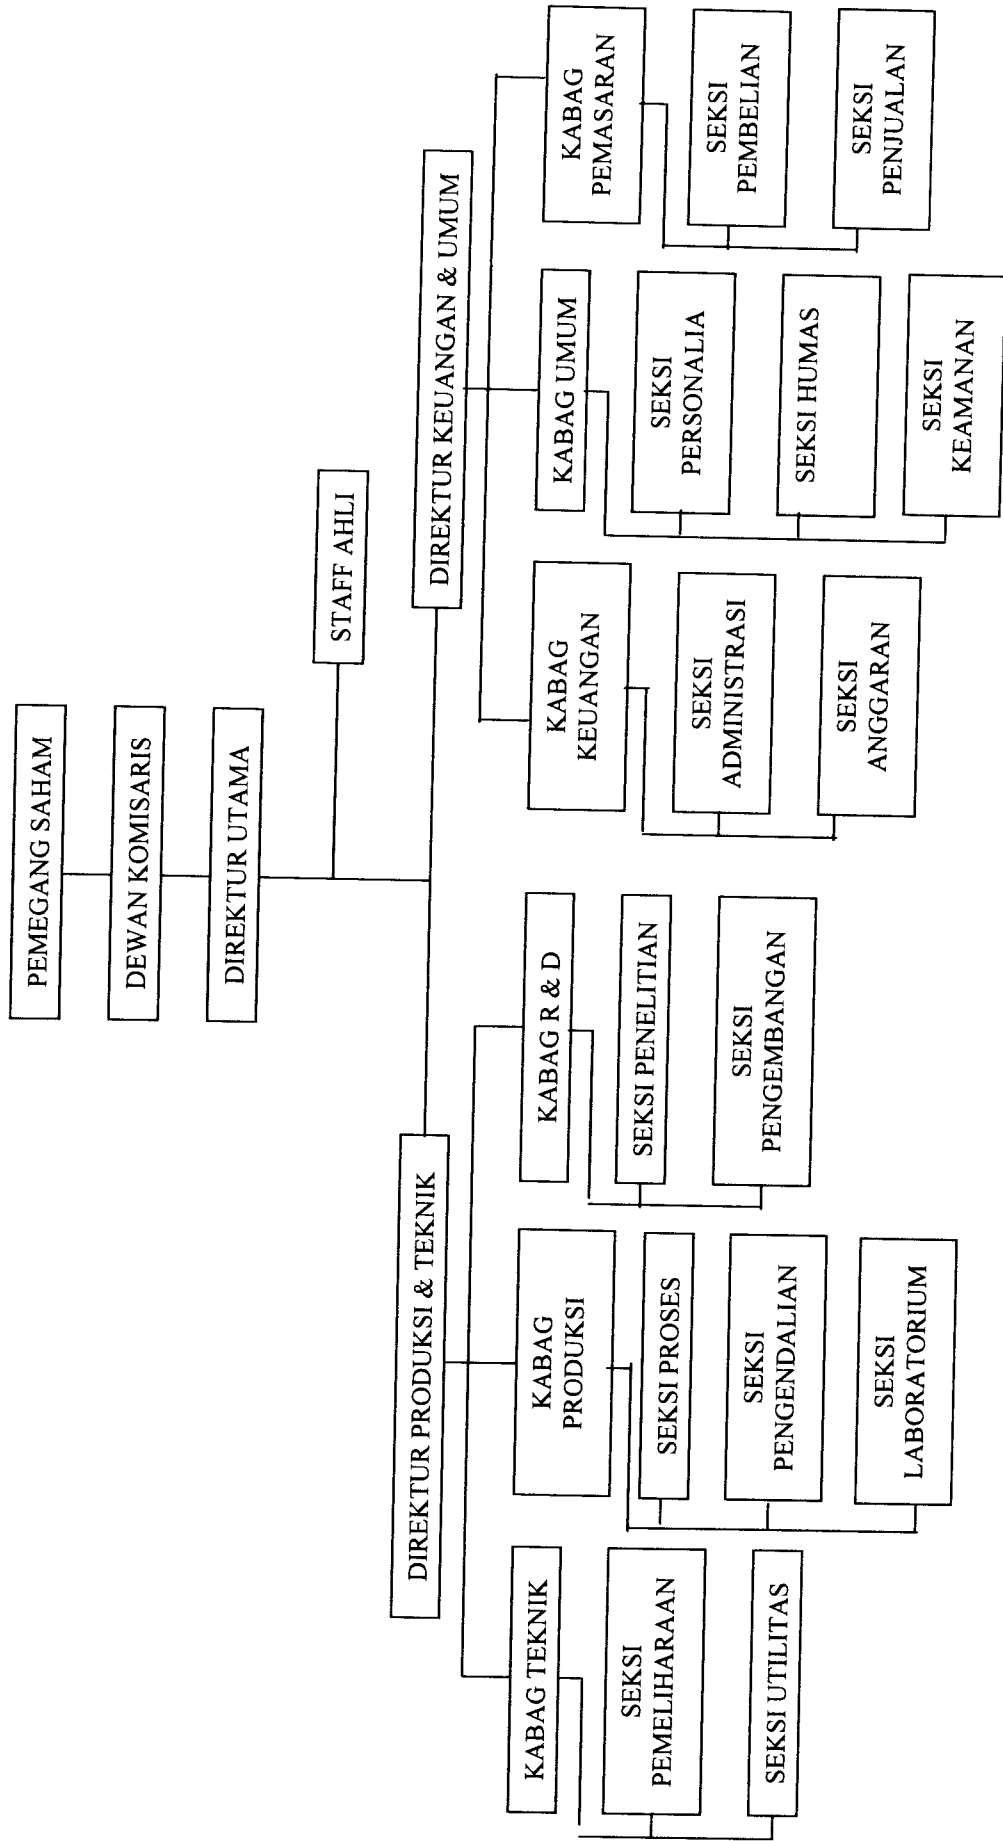 PEMEGANG SAHAM
DEWAN KOMISARIS
DIREKTUR UTAMA
STAFF AHLI
DIREKTUR PRODUKSI & TEKNIK
DIREKTUR KEUANGAN & UMUM
KABAG TEKNIK
SEKSI
PEMELIHARAAN
SEKSI UTILITAS
KABAG
PRODUKSI
SEKSI PROSES
SEKSI
PENGENDALIAN
SEKSI
LABORATORIUM
KABAG R & D
SEKSI PENELITIAN
SEKSI
PENGEMBANGAN
KABAG
KEUANGAN
SEKSI
ADMINISTRASI
SEKSI
ANGGARAN
KABAG UMUM
SEKSI
PERSONALIA
SEKSI HUMAS
SEKSI
KEAMANAN
KABAG
PEMASARAN
SEKSI
PEMBELIAN
SEKSI
PENJUALAN